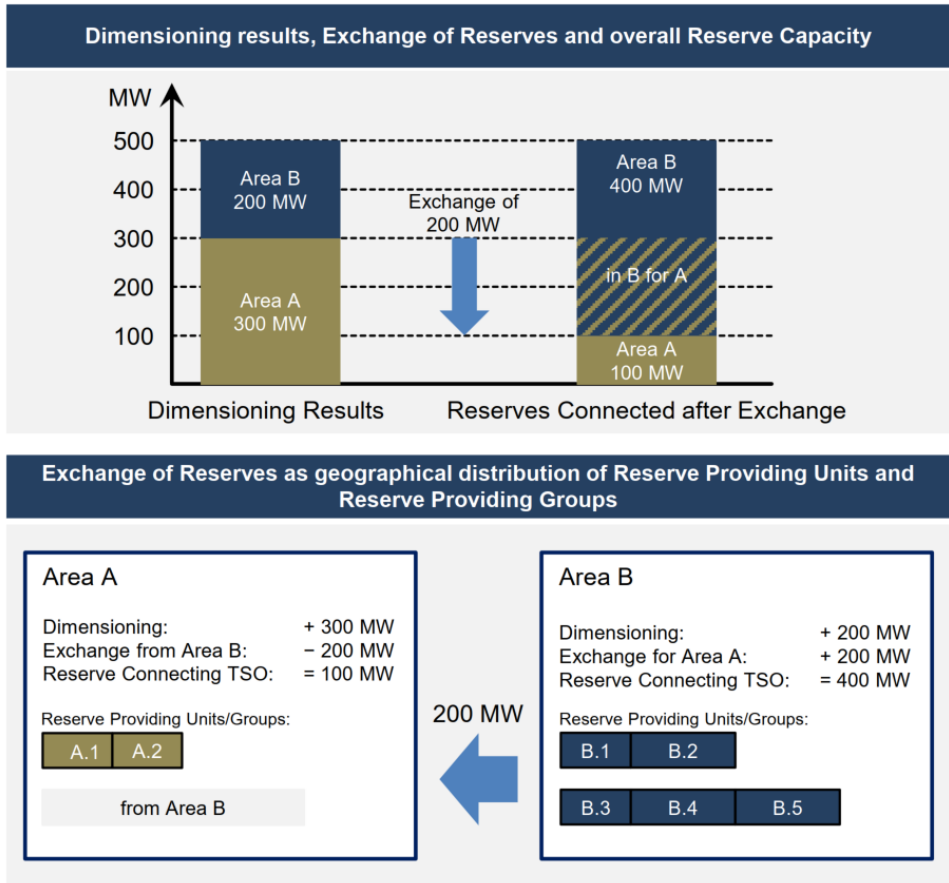 Dimensioning results, Exchange of Reserves and overall Reserve Capacity
MW
500
400
300
200
100
Area B
200 MW
Area A
300 MW
Exchange of
200 MW
Area B
400 MW
in B for A
Area A
100 MW
Dimensioning Results
Reserves Connected after Exchange
Exchange of Reserves as geographical distribution of Reserve Providing Units and
Reserve Providing Groups
Area A
Dimensioning: + 300 MW
Exchange from Area B: − 200 MW
Reserve Connecting TSO: = 100 MW
Reserve Providing Units/Groups:
A.1 A.2
from Area B
200 MW
Area B
Dimensioning: + 200 MW
Exchange for Area A: + 200 MW
Reserve Connecting TSO: = 400 MW
Reserve Providing Units/Groups:
B.1 B.2
B.3 B.4 B.5